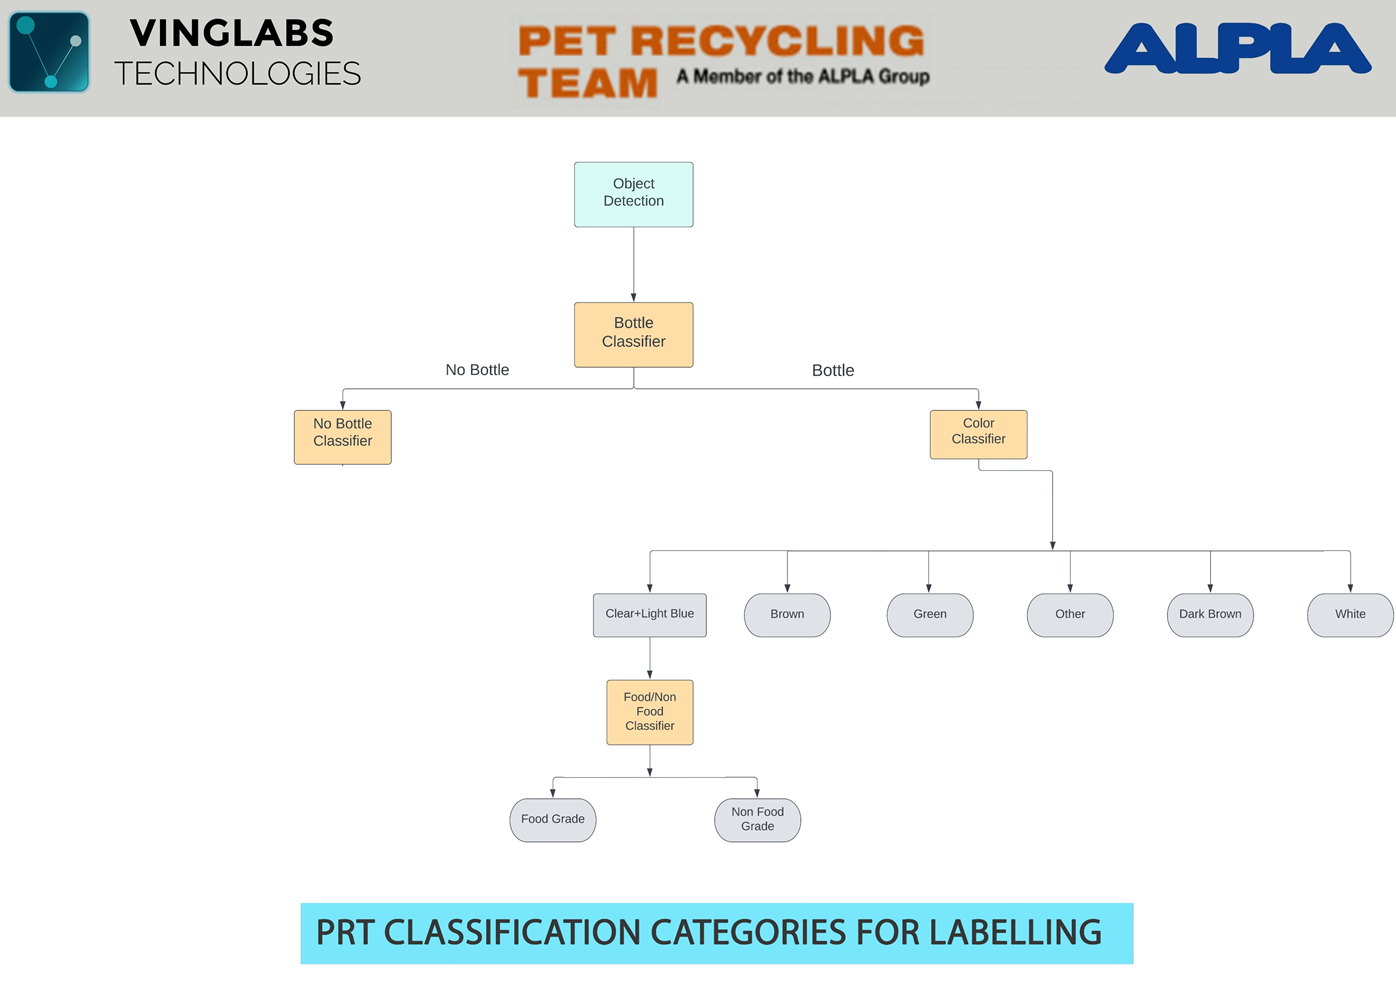 VINGLABS
TECHNOLOGIES
PET RECYCLING
TEAM A Member of the ALPLA Group
ALPLA
Object
Detection
Bottle
Classifier
No Bottle
Bottle
No Bottle
Classifier
Color
Classifier
Clear+Light Blue
Brown
Green
Other
Dark Brown
White
Food/Non
Food
Classifier
Food Grade
Non Food
Grade
PRT CLASSIFICATION CATEGORIES FOR LABELLING